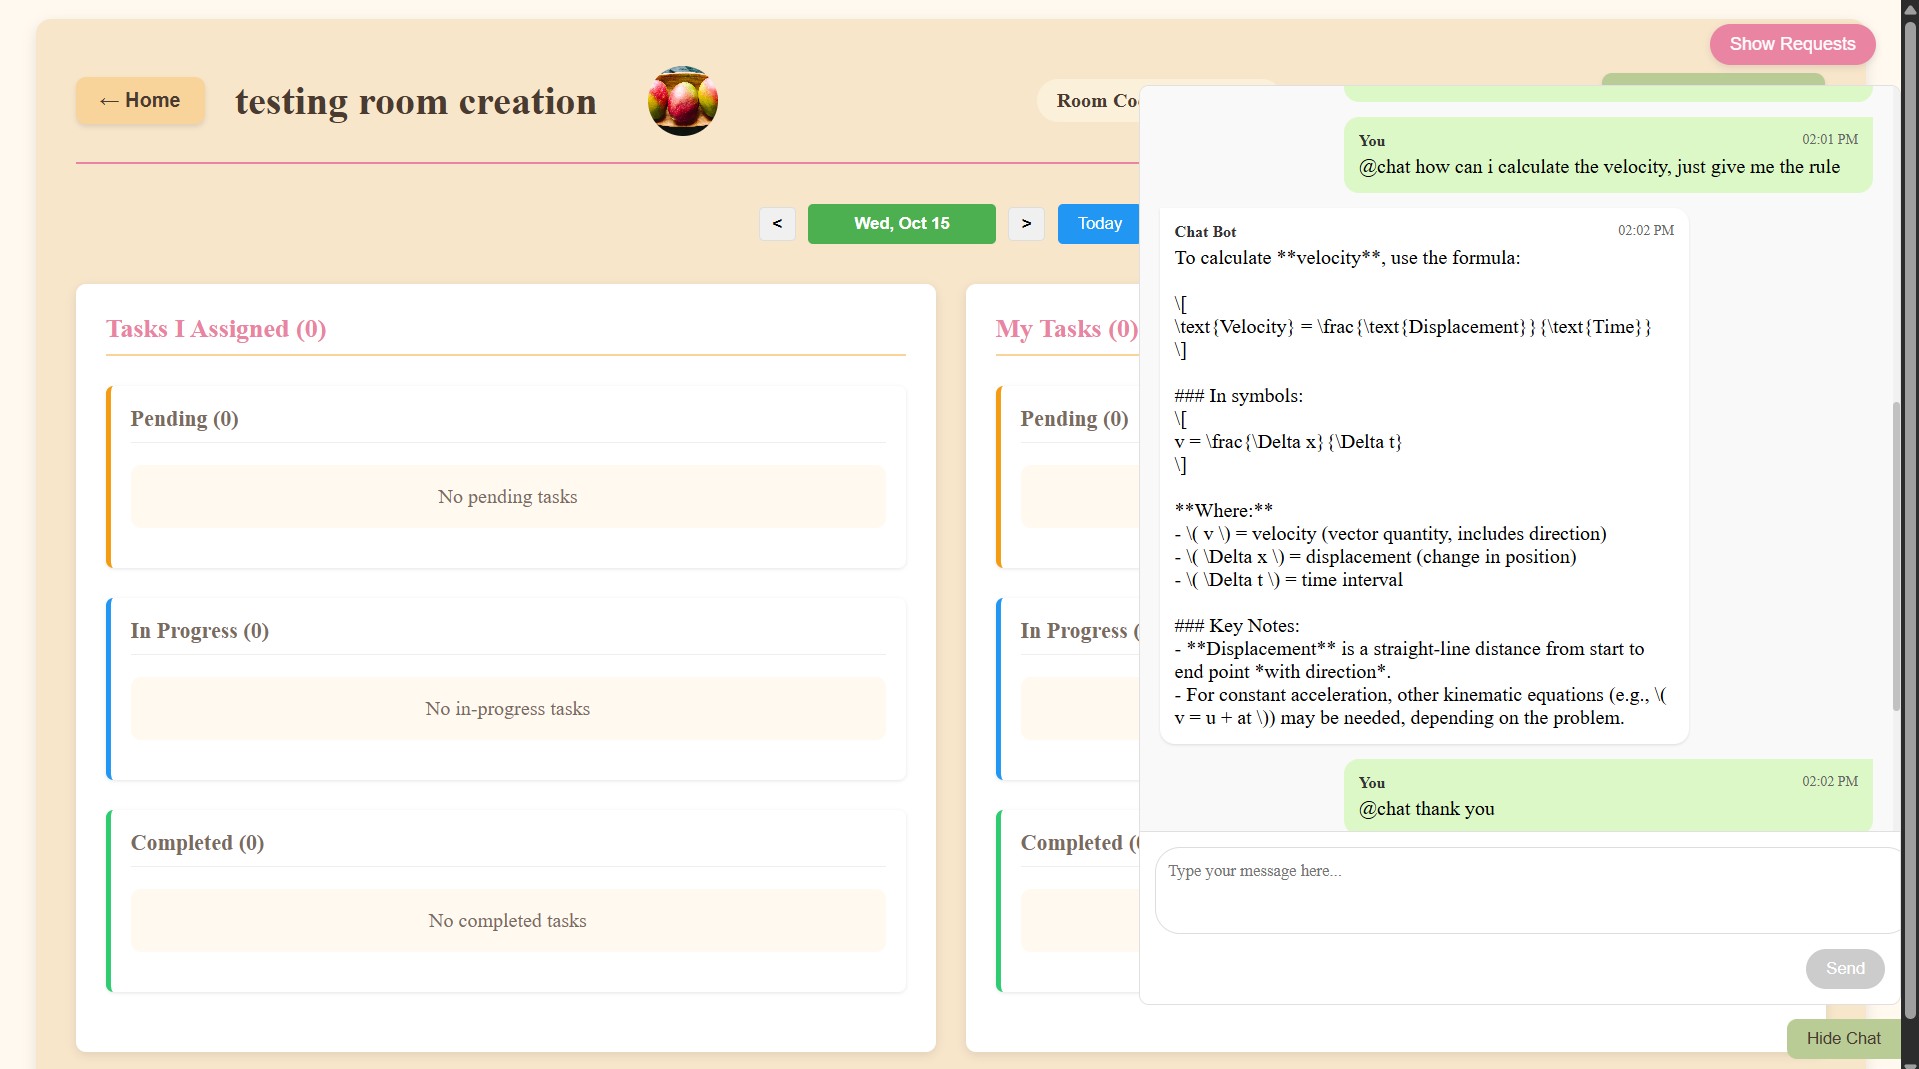 Show Requests
← Home
testing room creation
Room Co
< Wed, Oct 15 > Today
Tasks I Assigned (0)
Pending (0)
No pending tasks
In Progress (0)
No in-progress tasks
Completed (0)
No completed tasks
My Tasks (0)
Pending (0)
In Progress (
Completed (
You 02:01 PM
@chat how can i calculate the velocity, just give me the rule
Chat Bot 02:02 PM
To calculate **velocity**, use the formula:
\[
\text{Velocity} = \frac{\text{Displacement}}{\text{Time}}
\]
### In symbols:
\[
v = \frac{\Delta x}{\Delta t}
\]
**Where:**
- \( v \) = velocity (vector quantity, includes direction)
- \( \Delta x \) = displacement (change in position)
- \( \Delta t \) = time interval
### Key Notes:
- **Displacement** is a straight-line distance from start to
end point *with direction*.
- For constant acceleration, other kinematic equations (e.g., \(
v = u + at \)) may be needed, depending on the problem.
You 02:02 PM
@chat thank you
Type your message here...
Send
Hide Chat